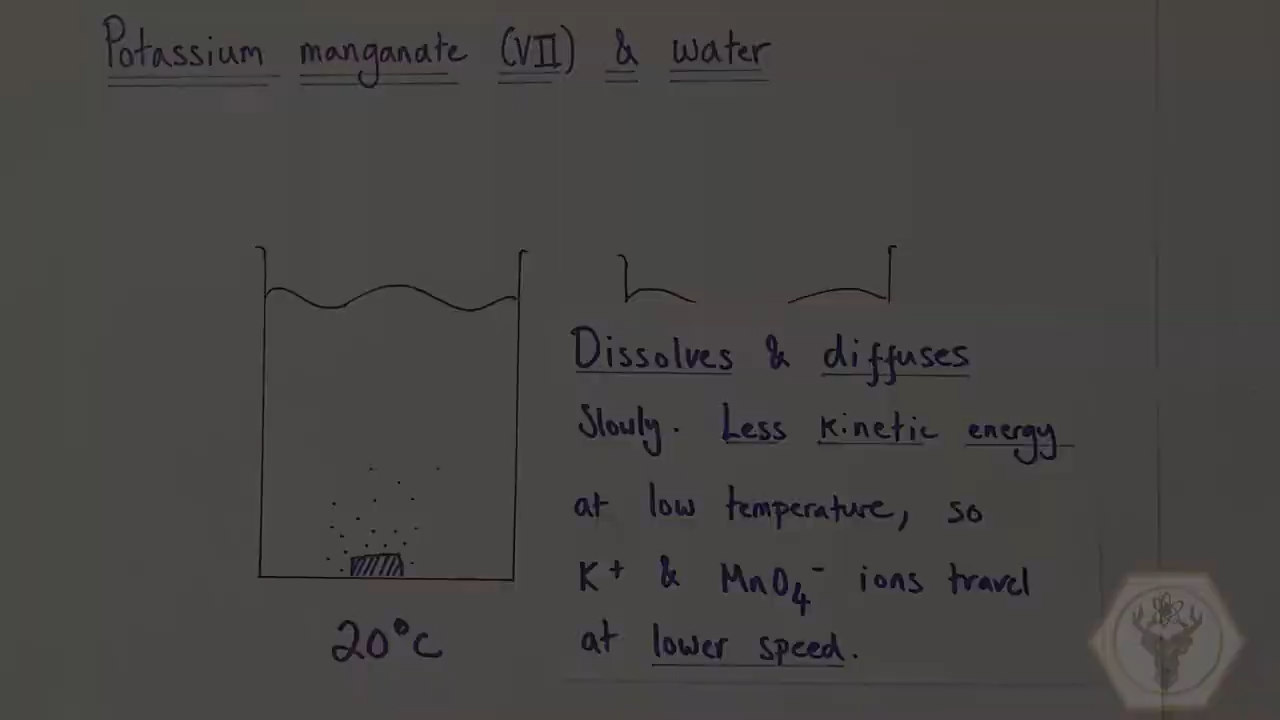 Potassium manganate (VII) & water
Dissolves & diffuses
Slowly. Less kinetic energy
at low temperature, so
K⁺ & MnO₄⁻ ions travel
at lower speed.
20°C